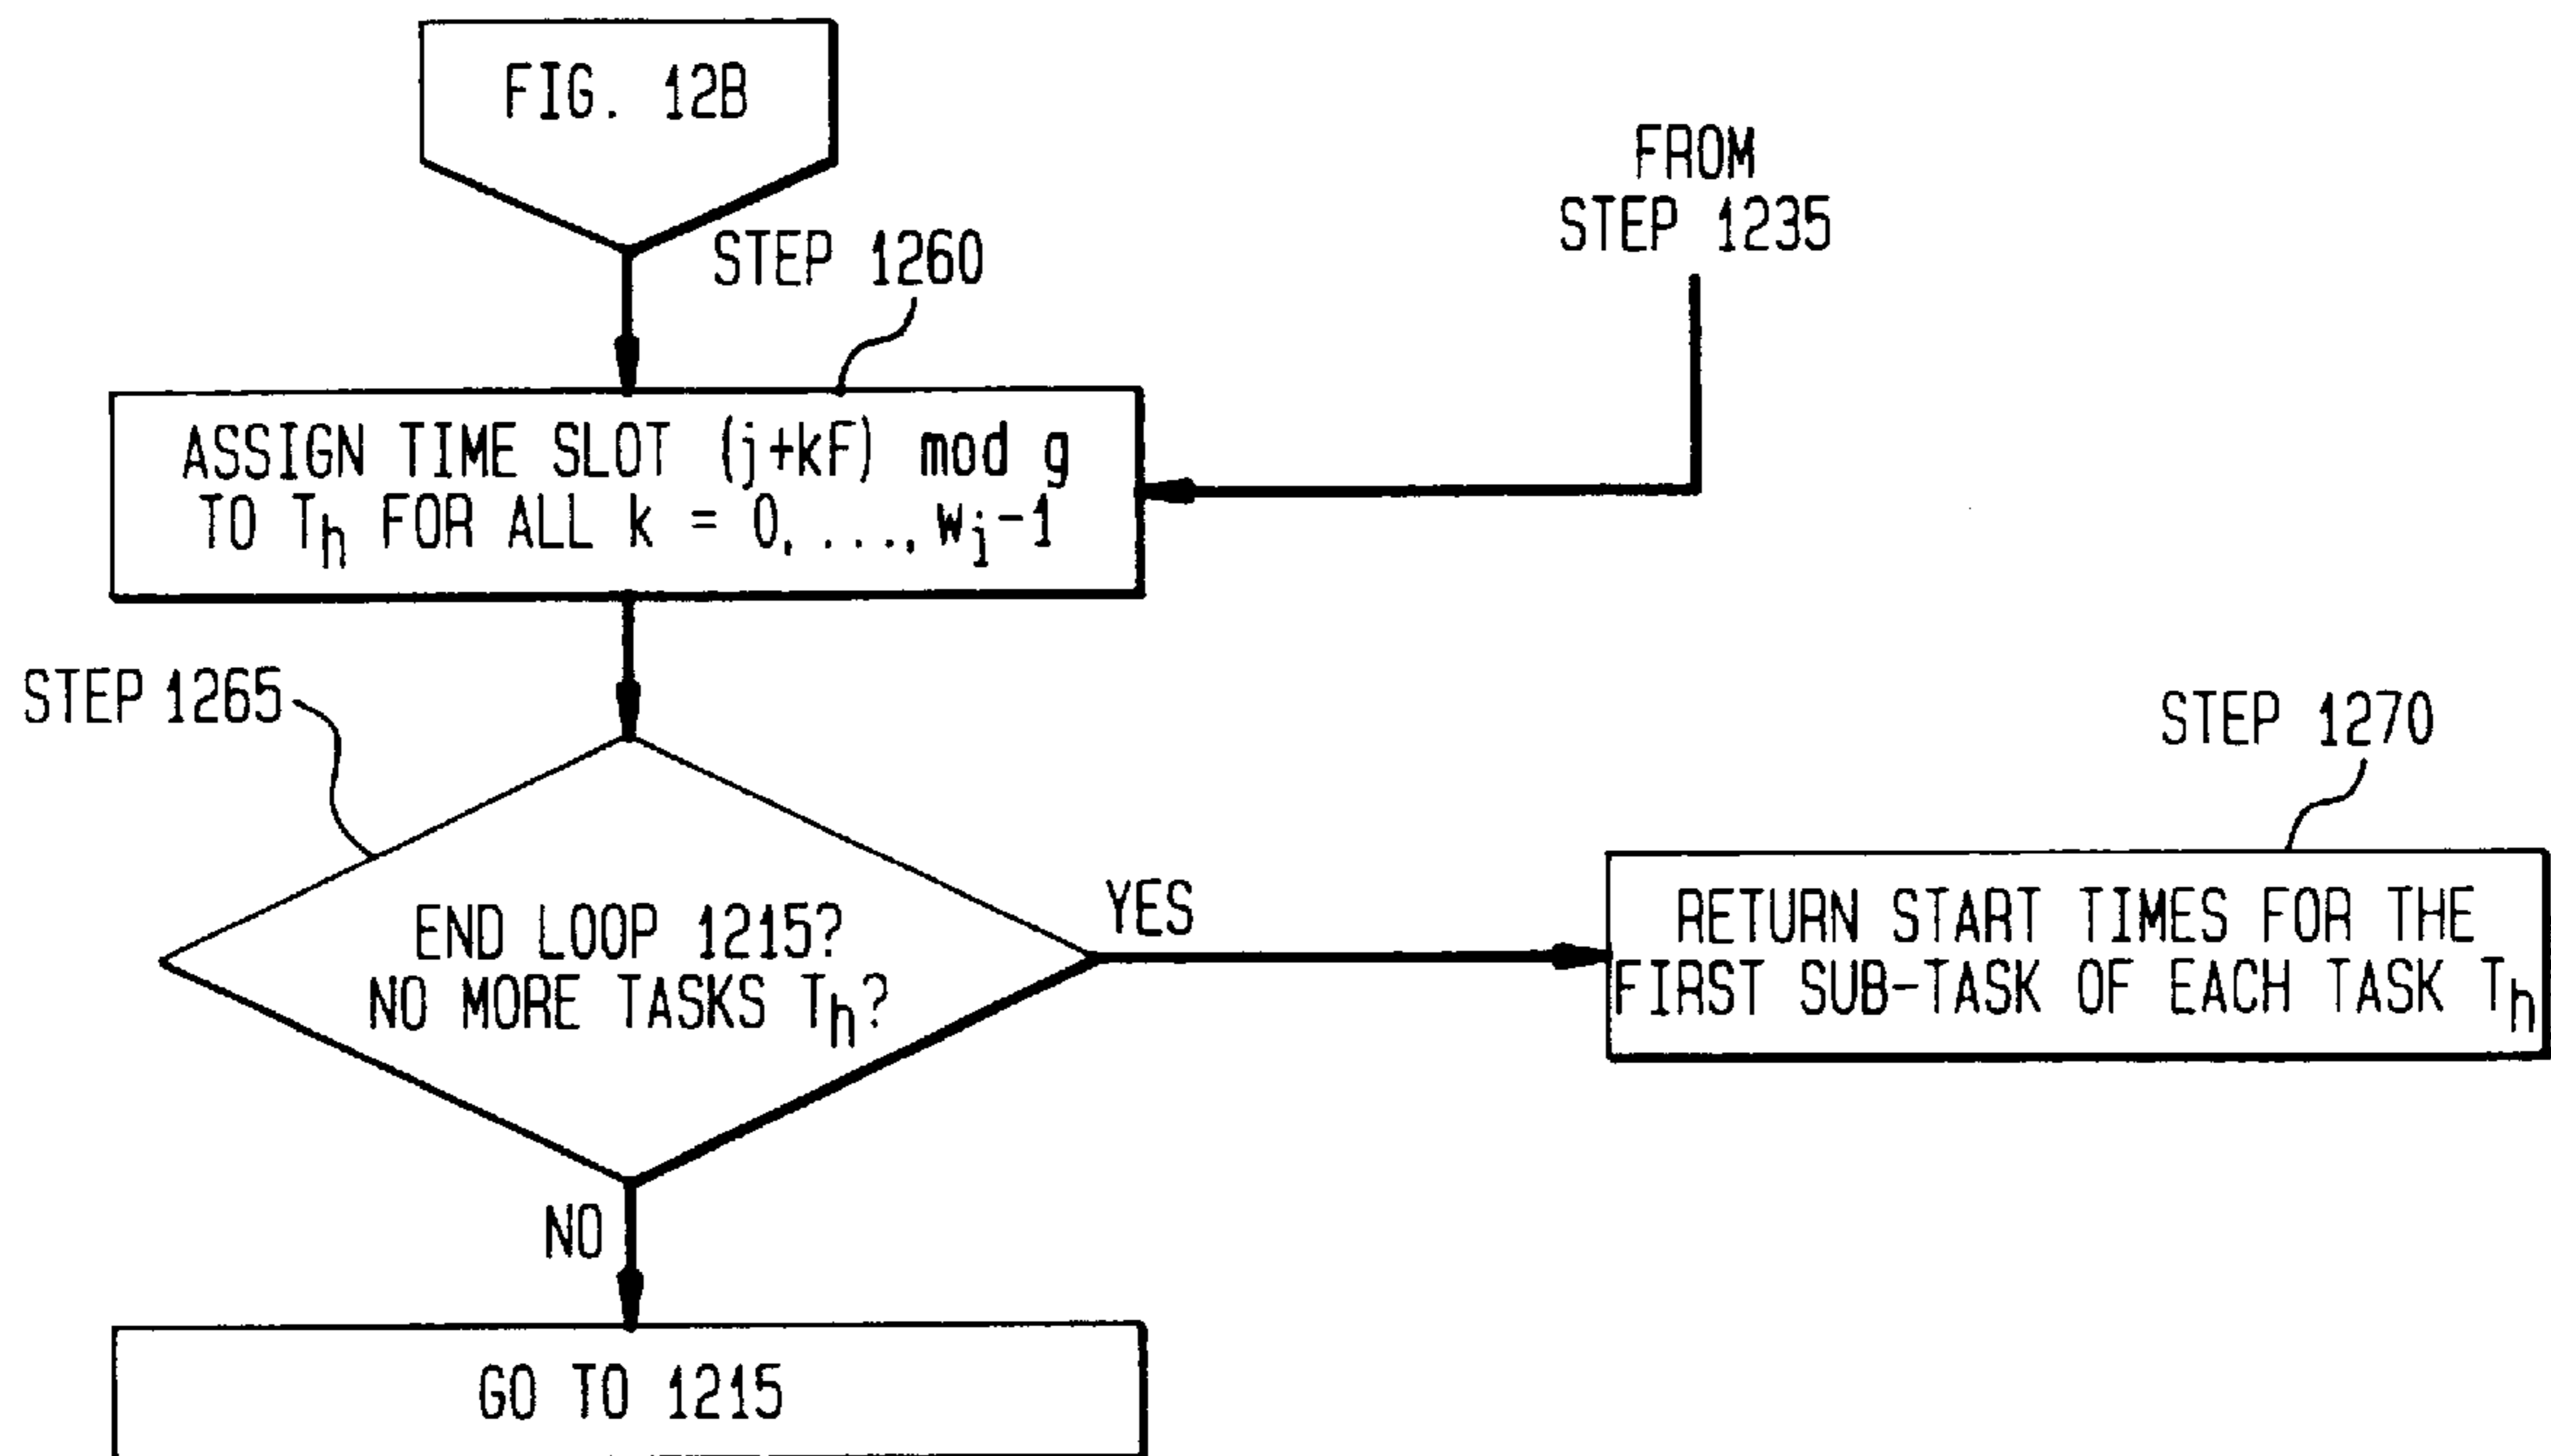 FIG. 12B
FROM
STEP 1235
STEP 1260
ASSIGN TIME SLOT (j+kF) mod g
TO Th FOR ALL k = 0, ..., wi-1
STEP 1265
STEP 1270
END LOOP 1215?
NO MORE TASKS Th?
YES
RETURN START TIMES FOR THE
FIRST SUB-TASK OF EACH TASK Th
NO
GO TO 1215